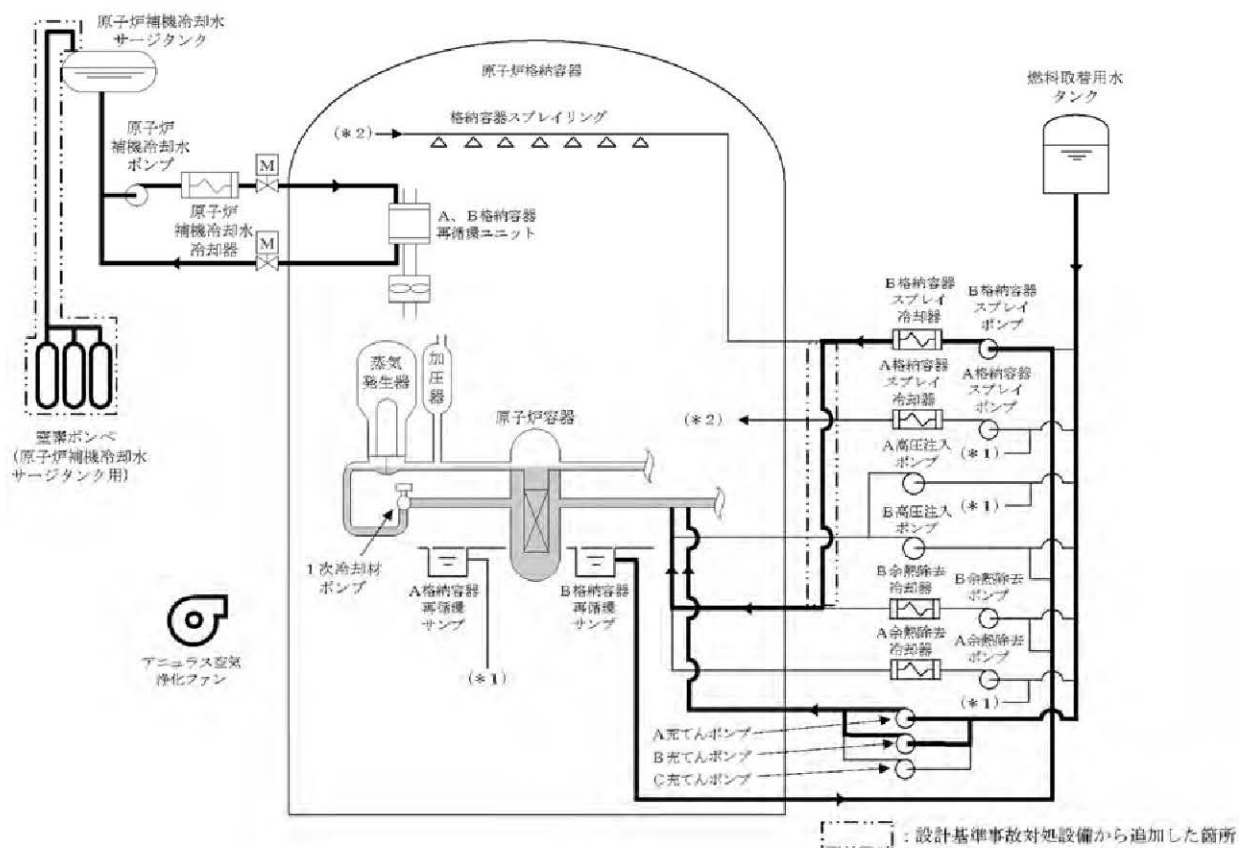 原子炉補機冷却水
サージタンク
原子炉格納容器
燃料取替用水
タンク
格納容器スプレイリング
(*2)
原子炉
補機冷却水
ポンプ
M
原子炉
補機冷却水
冷却器
M
A、B格納容器
再循環ユニット
B格納容器
スプレイ
冷却器
B格納容器
スプレイ
ポンプ
蒸気
発生器
加圧器
原子炉容器
A格納容器
スプレイ
冷却器
A格納容器
スプレイ
ポンプ
(*2)
(*1)
窒素ボンベ
(原子炉補機冷却水
サージタンク用)
A高圧注入
ポンプ
(*1)
B高圧注入
ポンプ
1次冷却材
ポンプ
A格納容器
再循環
サンプ
B格納容器
再循環
サンプ
(*1)
B余熱除去
冷却器
B余熱除去
ポンプ
A余熱除去
冷却器
A余熱除去
ポンプ
(*1)
アニュラス空気
浄化ファン
A充てんポンプ
B充てんポンプ
C充てんポンプ
:設計基準事故対処設備から追加した箇所